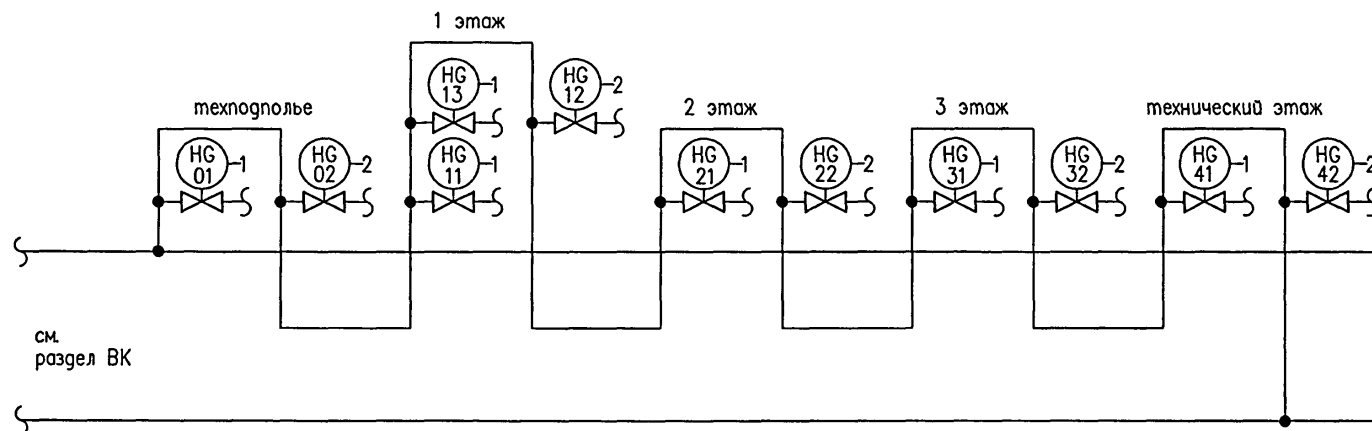 1 этаж
HG
13
-1
HG
12
-2
техподполье
2 этаж
3 этаж
технический этаж
HG
01
-1
HG
02
-2
HG
11
-1
HG
21
-1
HG
22
-2
HG
31
-1
HG
32
-2
HG
41
-1
HG
42
-2
см.
раздел ВК